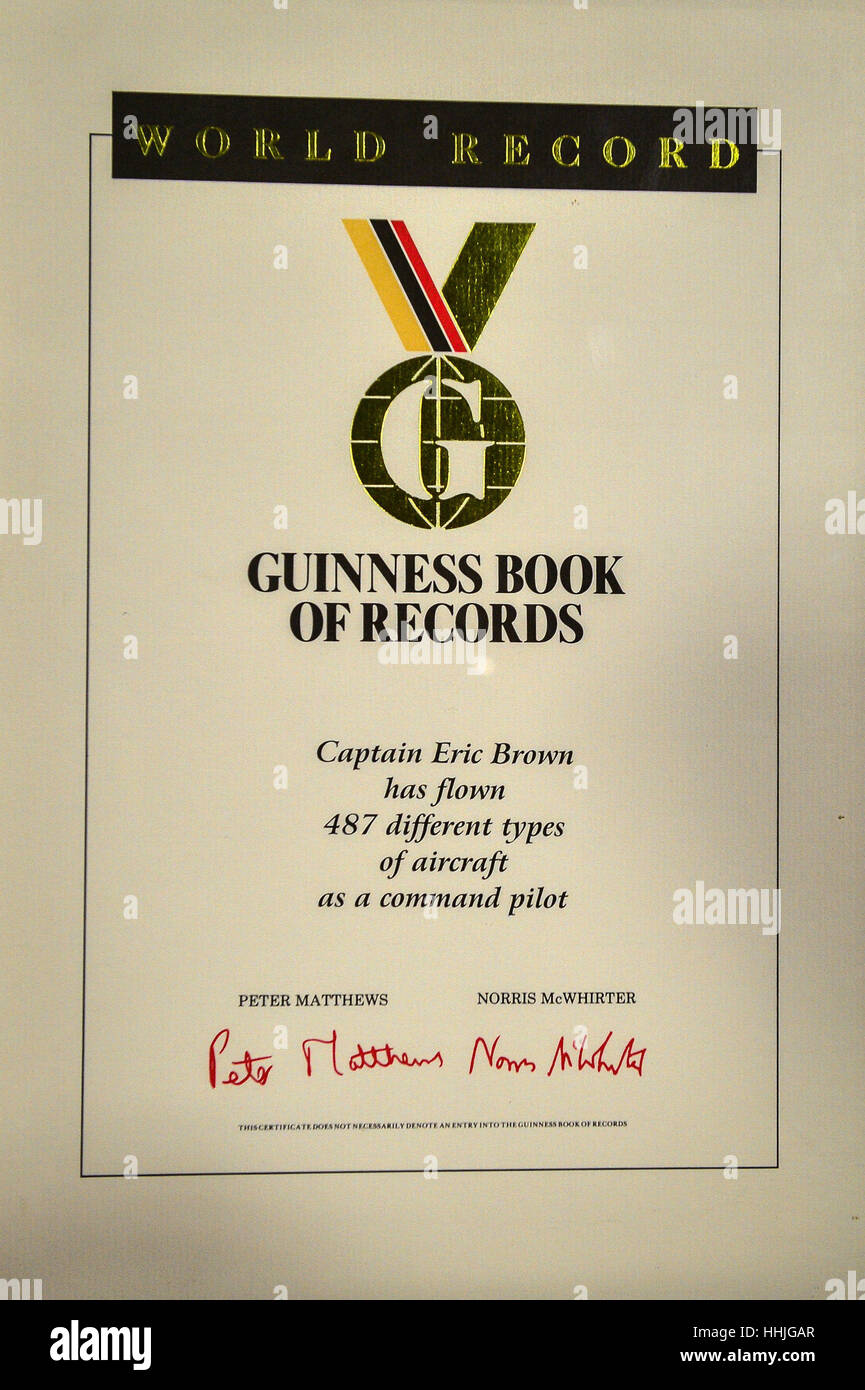 WORLD RECORD
G
GUINNESS BOOK
OF RECORDS
Captain Eric Brown
has flown
487 different types
of aircraft
as a command pilot
PETER MATTHEWS NORRIS McWHIRTER
Peter Matthews Norris McWhirter
THIS CERTIFICATE DOES NOT NECESSARILY DENOTE AN ENTRY INTO THE GUINNESS BOOK OF RECORDS
alamy stock photo
HHJGAR
www.alamy.com